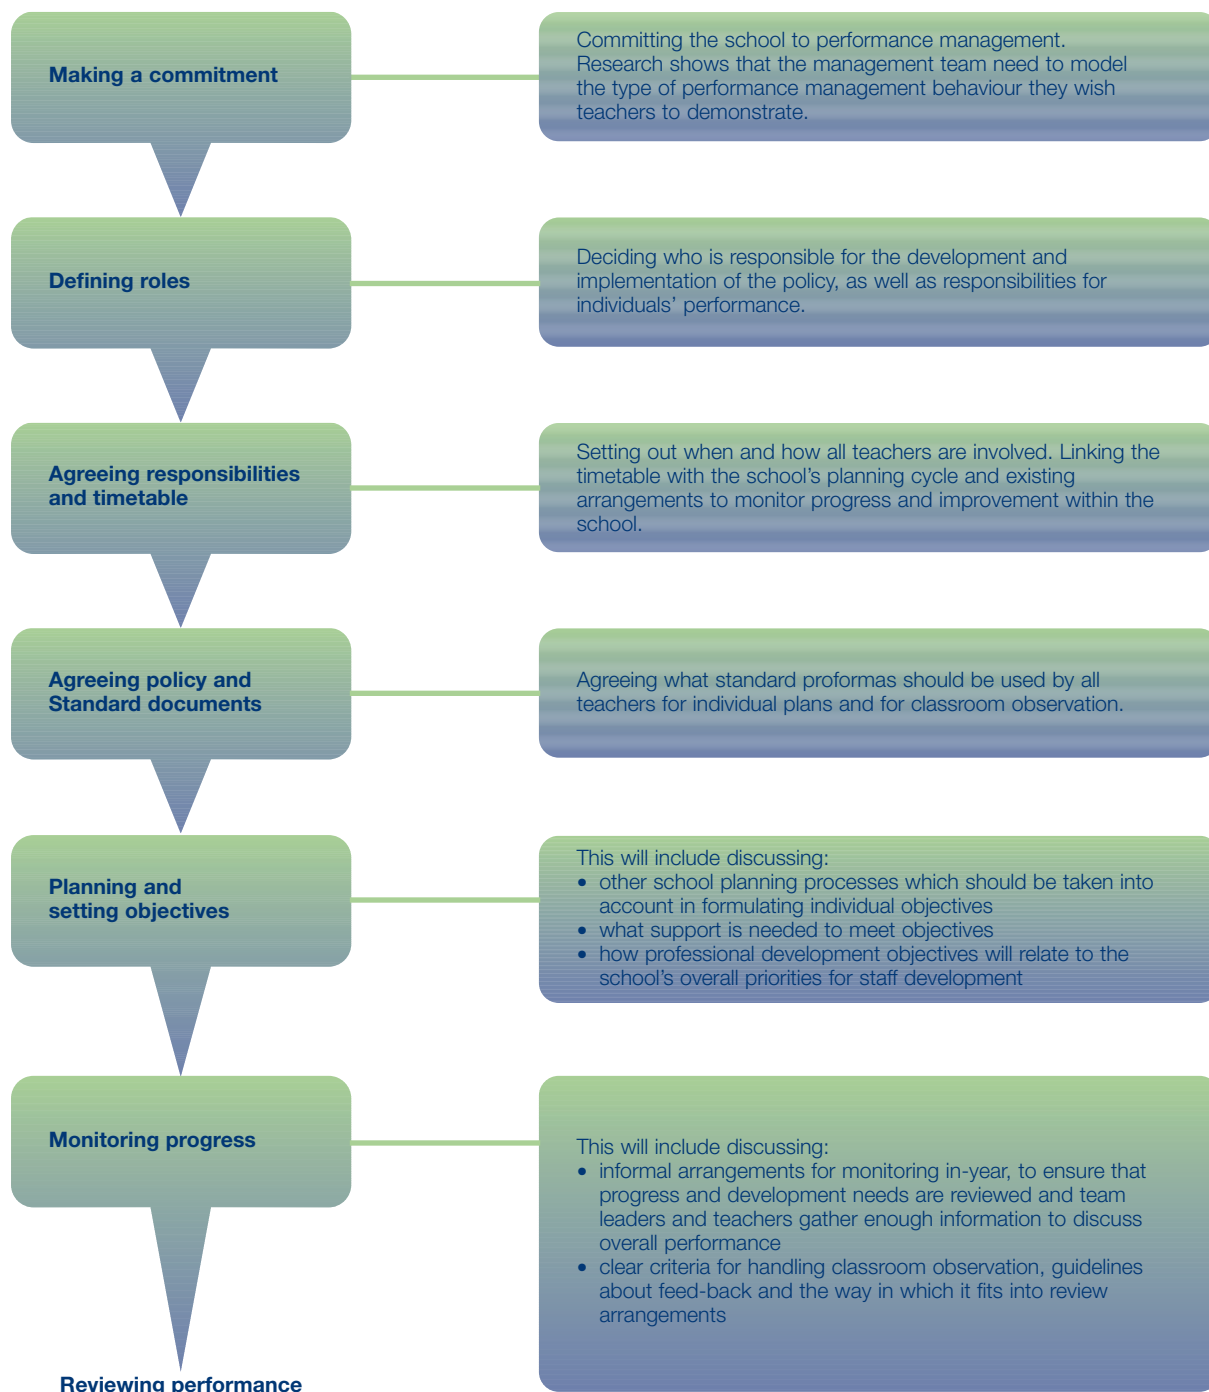 Making a commitment
Committing the school to performance management.
Research shows that the management team need to model
the type of performance management behaviour they wish
teachers to demonstrate.
Defining roles
Deciding who is responsible for the development and
implementation of the policy, as well as responsibilities for
individuals’ performance.
Agreeing responsibilities
and timetable
Setting out when and how all teachers are involved. Linking the
timetable with the school’s planning cycle and existing
arrangements to monitor progress and improvement within the
school.
Agreeing policy and
Standard documents
Agreeing what standard proformas should be used by all
teachers for individual plans and for classroom observation.
Planning and
setting objectives
This will include discussing:
• other school planning processes which should be taken into
account in formulating individual objectives
• what support is needed to meet objectives
• how professional development objectives will relate to the
school’s overall priorities for staff development
Monitoring progress
This will include discussing:
• informal arrangements for monitoring in-year, to ensure that
progress and development needs are reviewed and team
leaders and teachers gather enough information to discuss
overall performance
• clear criteria for handling classroom observation, guidelines
about feed-back and the way in which it fits into review
arrangements
Reviewing performance